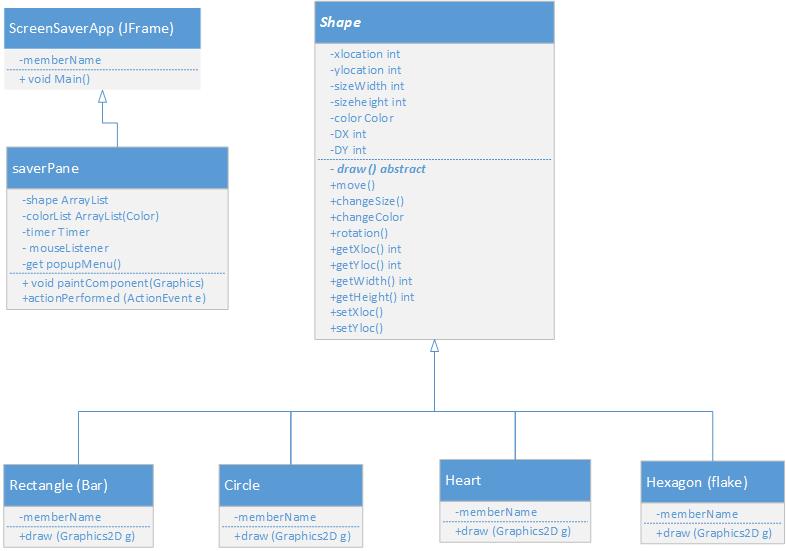 ScreenSaverApp (JFrame)
-memberName
+ void Main()
saverPane
-shape ArrayList
-colorList ArrayList(Color)
-timer Timer
- mouseListener
-get popupMenu()
+ void paintComponent(Graphics)
+actionPerformed (ActionEvent e)
Shape
-xlocation int
-ylocation int
-sizeWidth int
-sizeheight int
-color Color
-DX int
-DY int
- draw() abstract
+move()
+changeSize()
+changeColor
+rotation()
+getXloc() int
+getYloc() int
+getWidth() int
+getHeight() int
+setXloc()
+setYloc()
Rectangle (Bar)
-memberName
+draw (Graphics2D g)
Circle
-memberName
+draw (Graphics2D g)
Heart
-memberName
+draw (Graphics2D g)
Hexagon (flake)
-memberName
+draw (Graphics2D g)